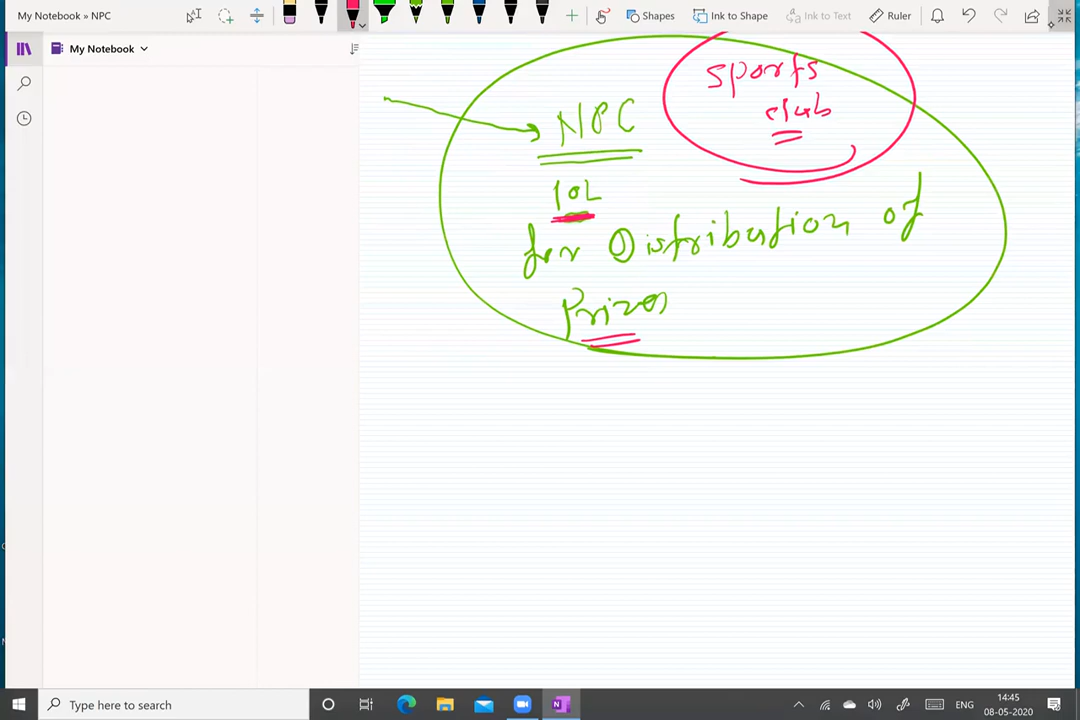 My Notebook » NPC
Shapes
Ink to Shape
Ink to Text
Ruler
My Notebook
sports
club
NPC
10L
for Distribution of
Prizes
Type here to search
ENG
14:45
08-05-2020